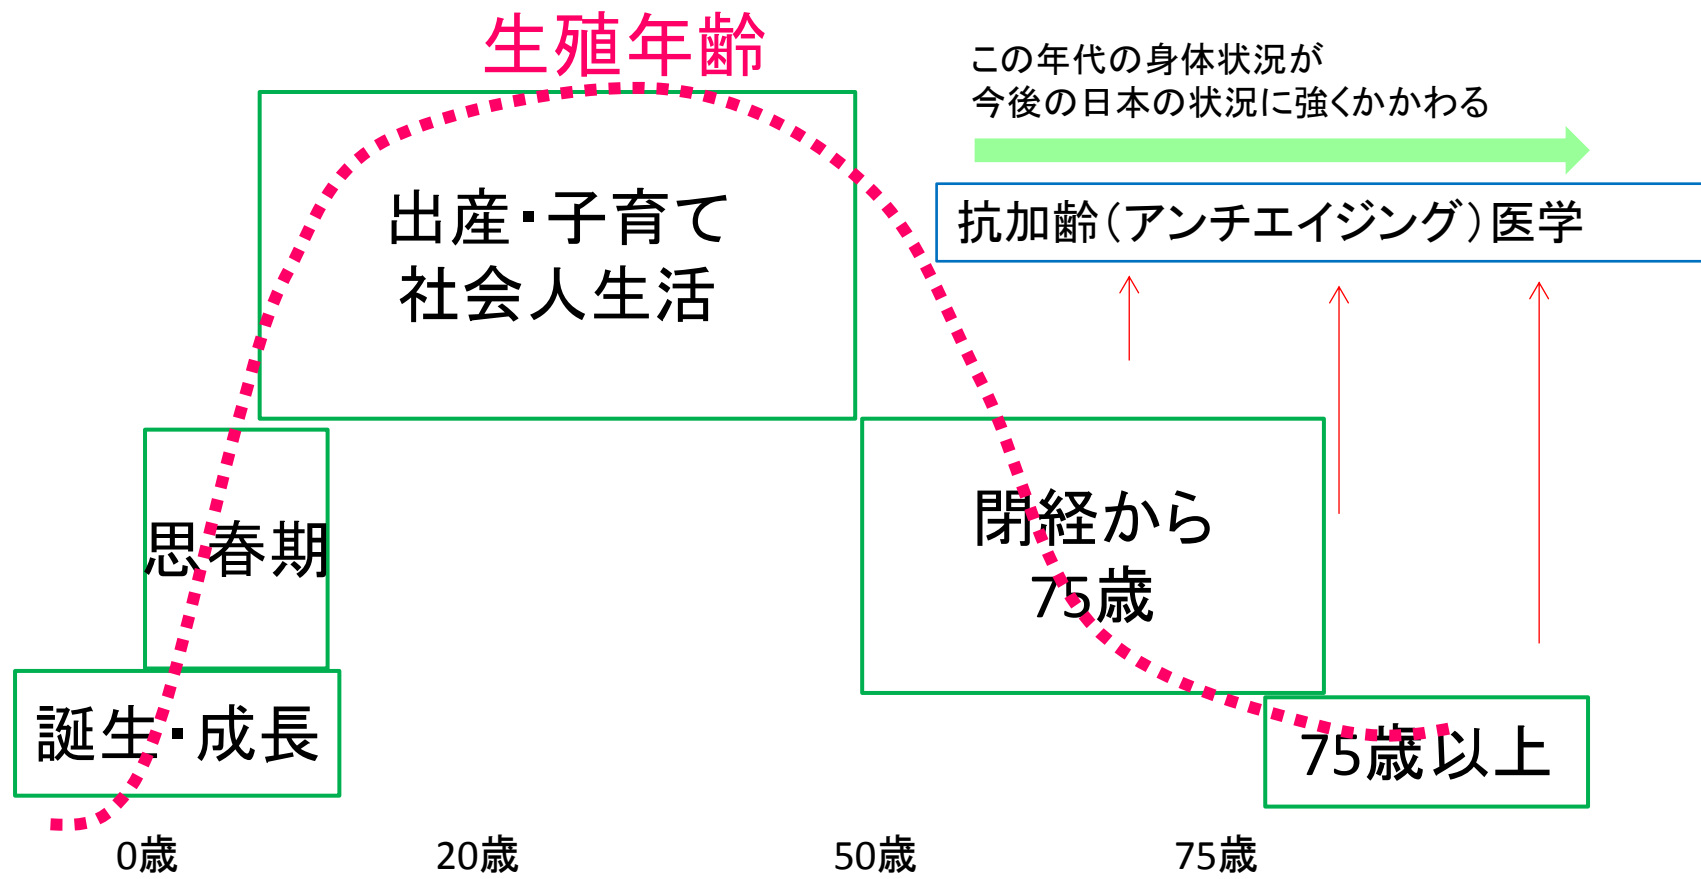 生殖年齢
この年代の身体状況が
今後の日本の状況に強くかかわる
抗加齢(アンチエイジング)医学
出産・子育て
社会人生活
思春期
閉経から
75歳
誕生・成長
75歳以上
0歳
20歳
50歳
75歳